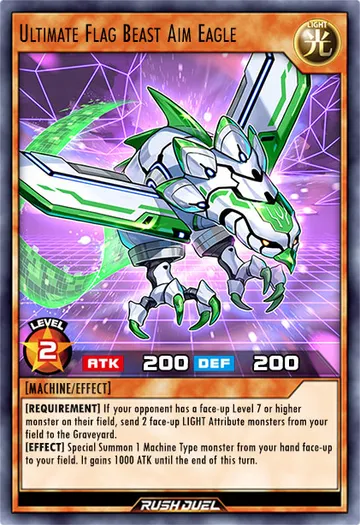 ULTIMATE FLAG BEAST AIM EAGLE
LIGHT
光
LEVEL
2
ATK 200 DEF 200
[MACHINE/EFFECT]
[REQUIREMENT] If your opponent has a face-up Level 7 or higher
monster on their field, send 2 face-up LIGHT Attribute monsters from
your field to the Graveyard.
[EFFECT] Special Summon 1 Machine Type monster from your hand face-up
to your field. It gains 1000 ATK until the end of this turn.
RUSH DUEL